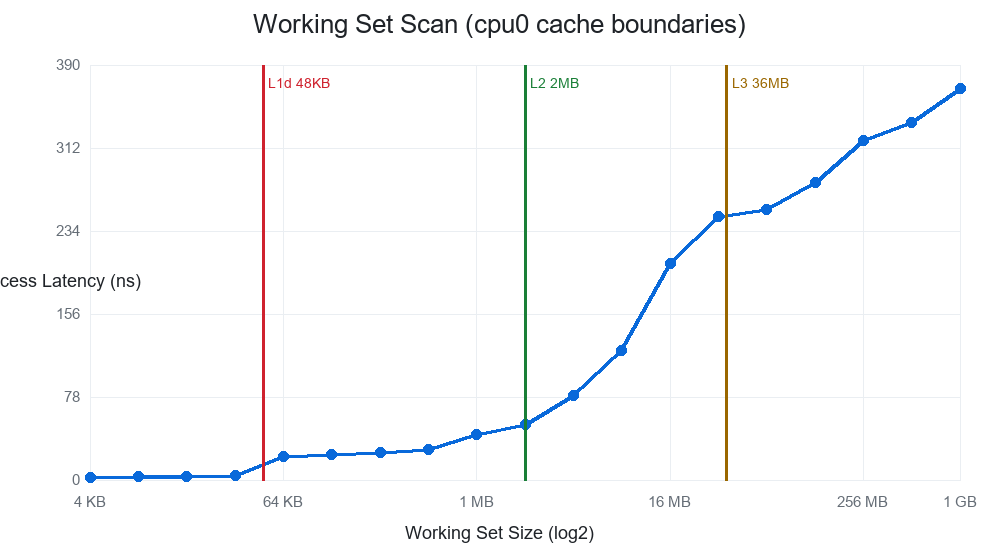 Working Set Scan (cpu0 cache boundaries)
390
L1d 48KB
L2 2MB
L3 36MB
312
234
cess Latency (ns)
156
78
0
4 KB
64 KB
1 MB
16 MB
256 MB
1 GB
Working Set Size (log2)